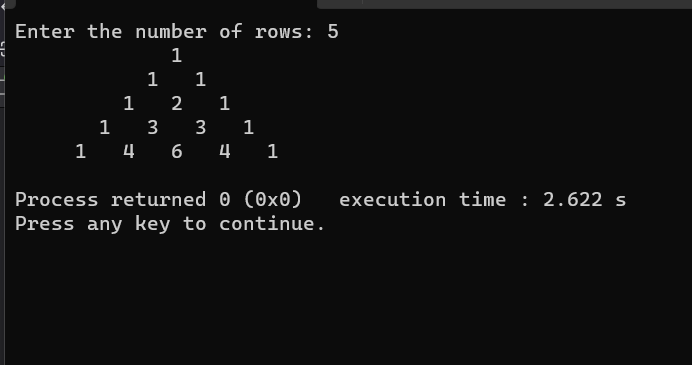 Enter the number of rows: 5
             1
           1   1
         1   2   1
       1   3   3   1
     1   4   6   4   1

Process returned 0 (0x0)   execution time : 2.622 s
Press any key to continue.